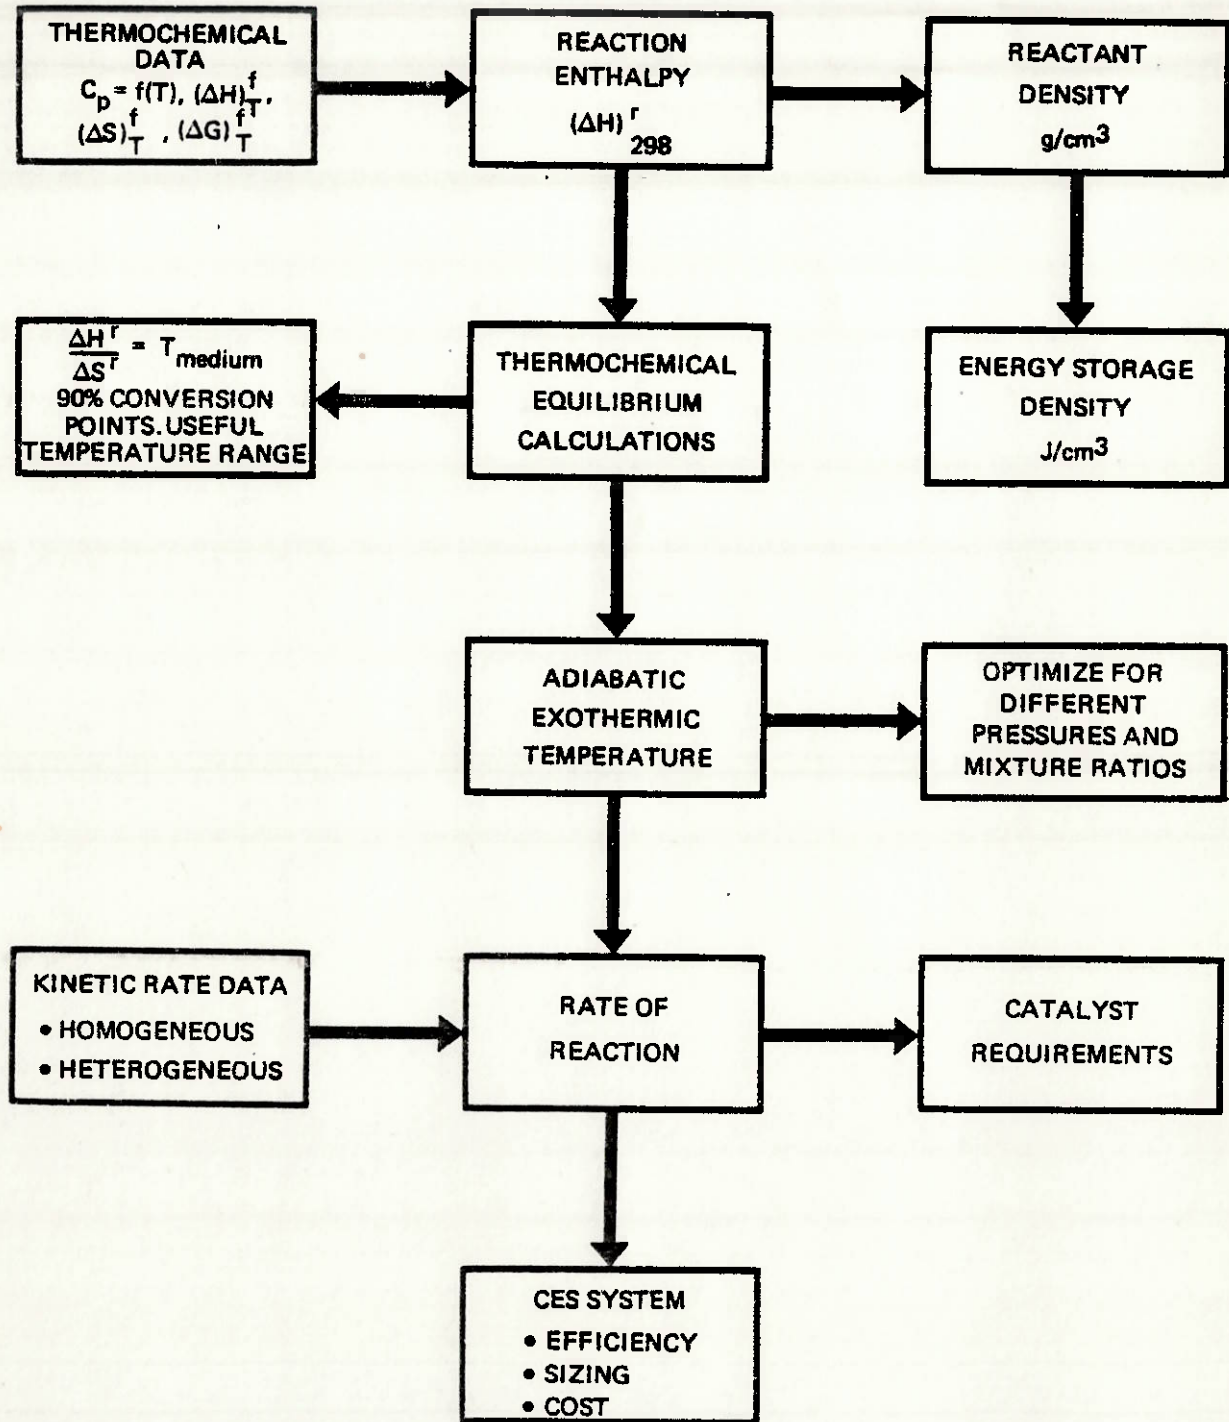 THERMOCHEMICAL
DATA
C_p = f(T), (ΔH)^f_T,
(ΔS)^f_T , (ΔG)^f_T
REACTION
ENTHALPY
(ΔH)^r_298
REACTANT
DENSITY
g/cm³
ΔH^r / ΔS^r = T_medium
90% CONVERSION
POINTS. USEFUL
TEMPERATURE RANGE
THERMOCHEMICAL
EQUILIBRIUM
CALCULATIONS
ENERGY STORAGE
DENSITY
J/cm³
ADIABATIC
EXOTHERMIC
TEMPERATURE
OPTIMIZE FOR
DIFFERENT
PRESSURES AND
MIXTURE RATIOS
KINETIC RATE DATA
• HOMOGENEOUS
• HETEROGENEOUS
RATE OF
REACTION
CATALYST
REQUIREMENTS
CES SYSTEM
• EFFICIENCY
• SIZING
• COST